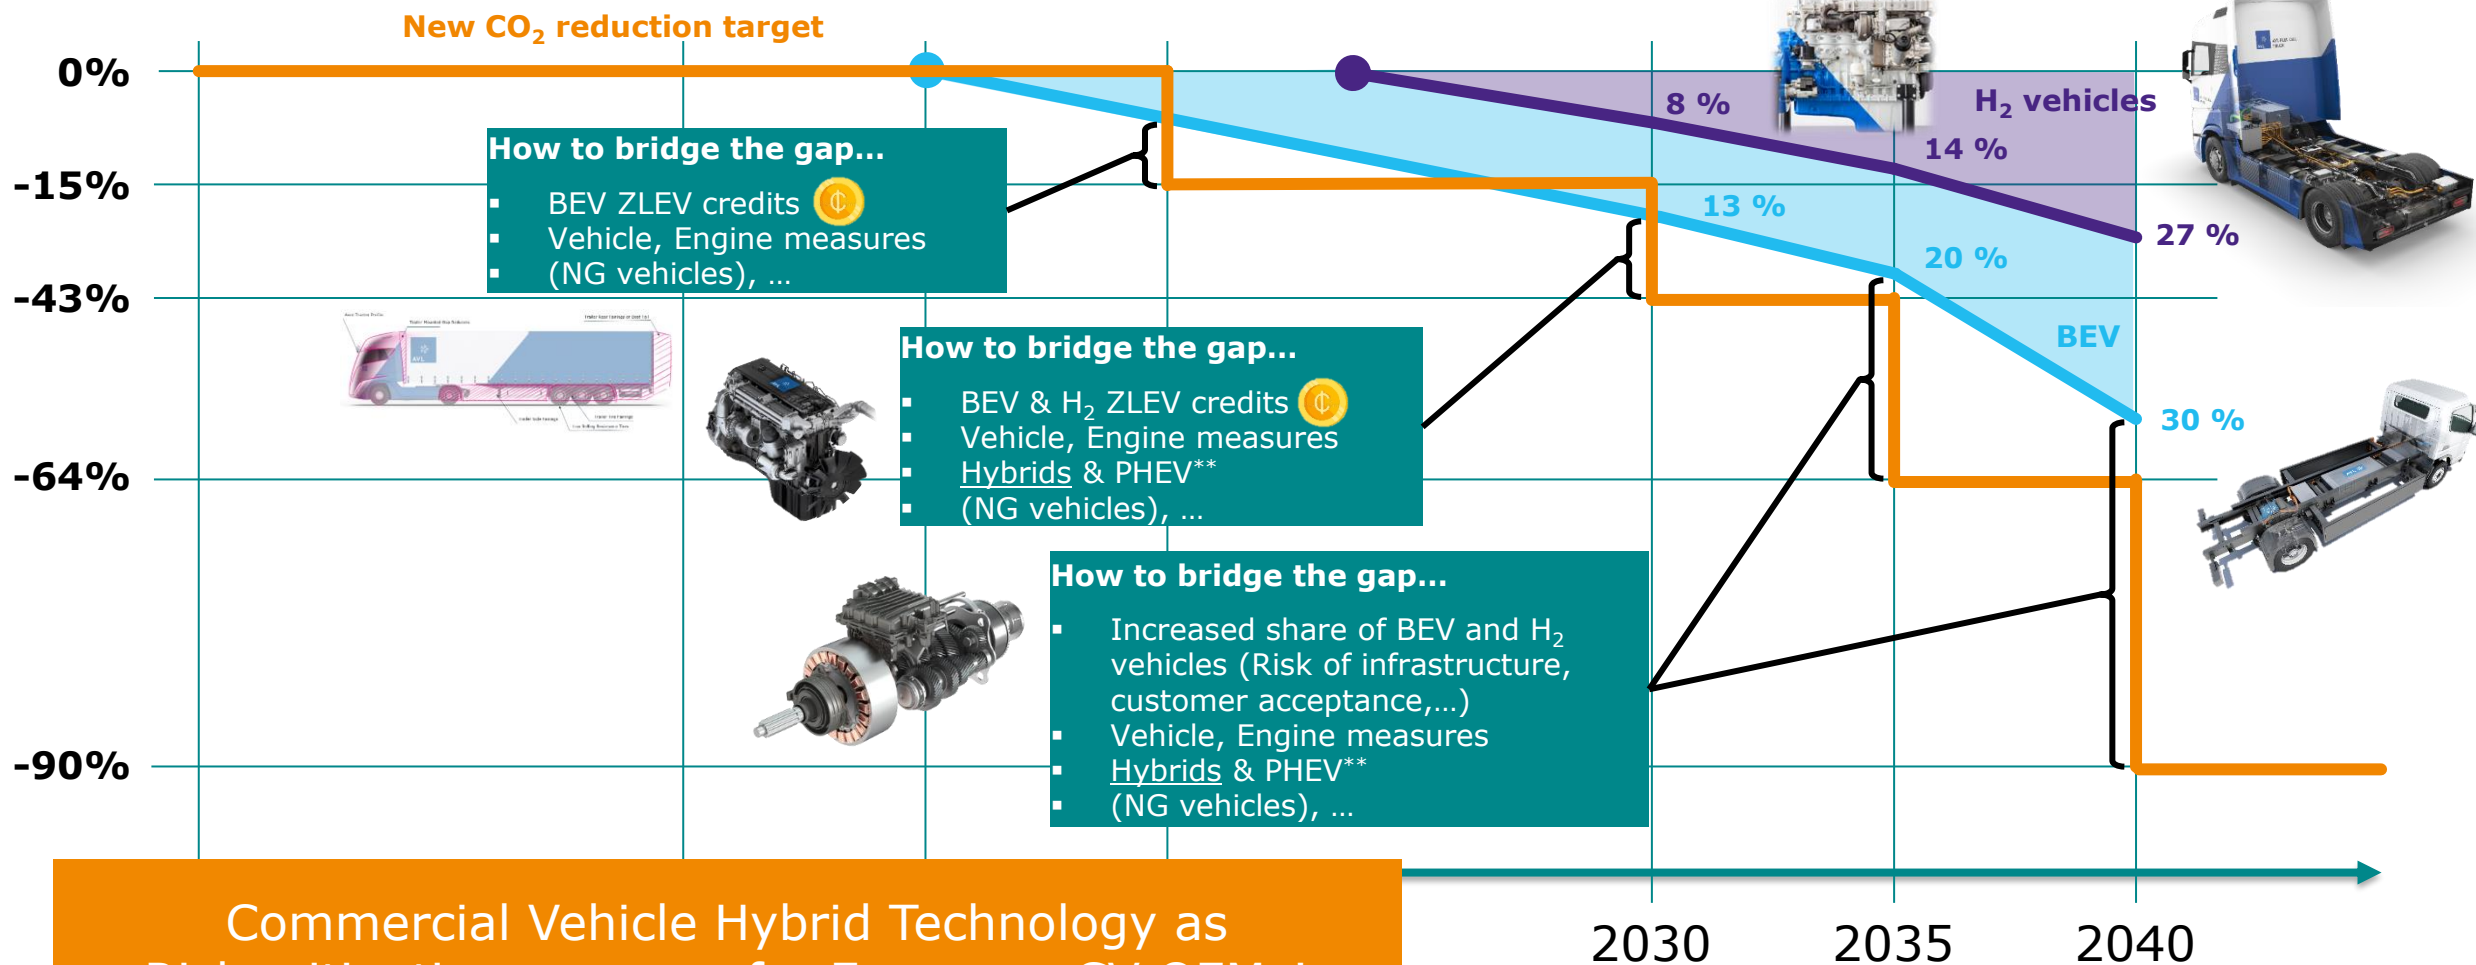 New CO₂ reduction target
0%
-15%
-43%
-64%
-90%
How to bridge the gap...
▪ BEV ZLEV credits
▪ Vehicle, Engine measures
▪ (NG vehicles), ...
How to bridge the gap...
▪ BEV & H₂ ZLEV credits
▪ Vehicle, Engine measures
▪ Hybrids & PHEV**
▪ (NG vehicles), ...
How to bridge the gap...
▪ Increased share of BEV and H₂
vehicles (Risk of infrastructure,
customer acceptance,...)
▪ Vehicle, Engine measures
▪ Hybrids & PHEV**
▪ (NG vehicles), ...
8 %
H₂ vehicles
14 %
27 %
13 %
20 %
BEV
30 %
AVL
Commercial Vehicle Hybrid Technology as
2030
2035
2040